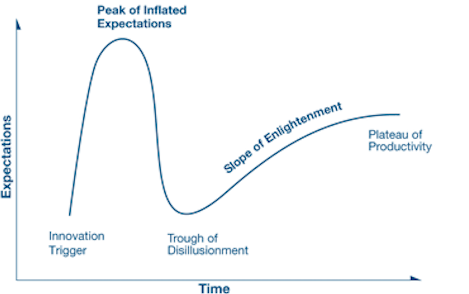 Peak of Inflated
Expectations
Expectations
Slope of Enlightenment
Plateau of
Productivity
Innovation
Trigger
Trough of
Disillusionment
Time